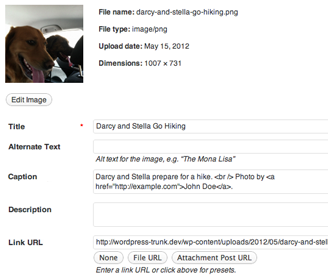 File name: darcy-and-stella-go-hiking.png
File type: image/png
Upload date: May 15, 2012
Dimensions: 1007 × 731
Edit Image
Title * Darcy and Stella Go Hiking
Alternate Text
Alt text for the image, e.g. "The Mona Lisa"
Caption Darcy and Stella prepare for a hike. <br /> Photo by <a
href="http://example.com">John Doe</a>.
Description
Link URL http://wordpress-trunk.dev/wp-content/uploads/2012/05/darcy-and-stell
None File URL Attachment Post URL
Enter a link URL or click above for presets.